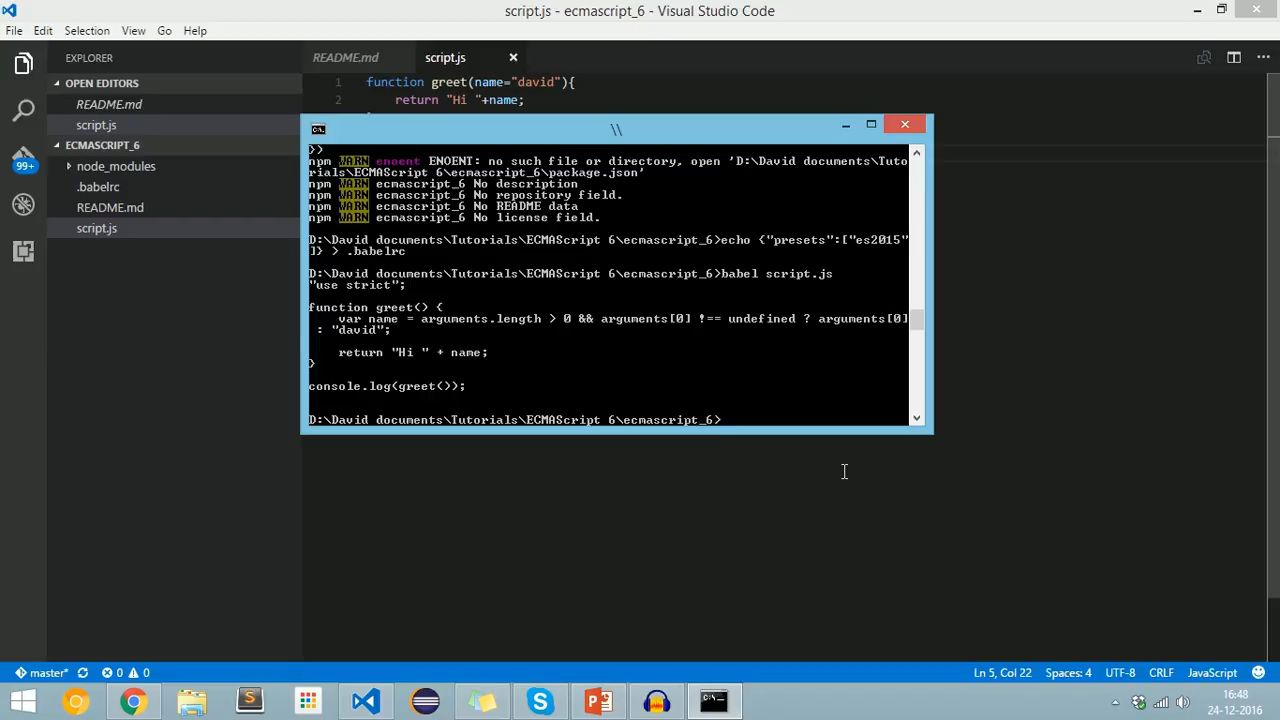 script.js - ecmascript_6 - Visual Studio Code
File Edit Selection View Go Help
EXPLORER
OPEN EDITORS
README.md
script.js
ECMASCRIPT_6
node_modules
.babelrc
README.md
script.js
99+
README.md script.js
1 function greet(name="david"){
2 return "Hi "+name;
\\
}}
npm WARN enoent ENOENT: no such file or directory, open 'D:\David documents\Tuto
rials\ECMAScript 6\ecmascript_6\package.json'
npm WARN ecmascript_6 No description
npm WARN ecmascript_6 No repository field.
npm WARN ecmascript_6 No README data
npm WARN ecmascript_6 No license field.
D:\David documents\Tutorials\ECMAScript 6\ecmascript_6>echo {"presets":["es2015"
]} > .babelrc
D:\David documents\Tutorials\ECMAScript 6\ecmascript_6>babel script.js
"use strict";
function greet() {
var name = arguments.length > 0 && arguments[0] !== undefined ? arguments[0]
: "david";
return "Hi " + name;
}
console.log(greet());
D:\David documents\Tutorials\ECMAScript 6\ecmascript_6>
master* 0 0 Ln 5, Col 22 Spaces: 4 UTF-8 CRLF JavaScript
16:48
24-12-2016